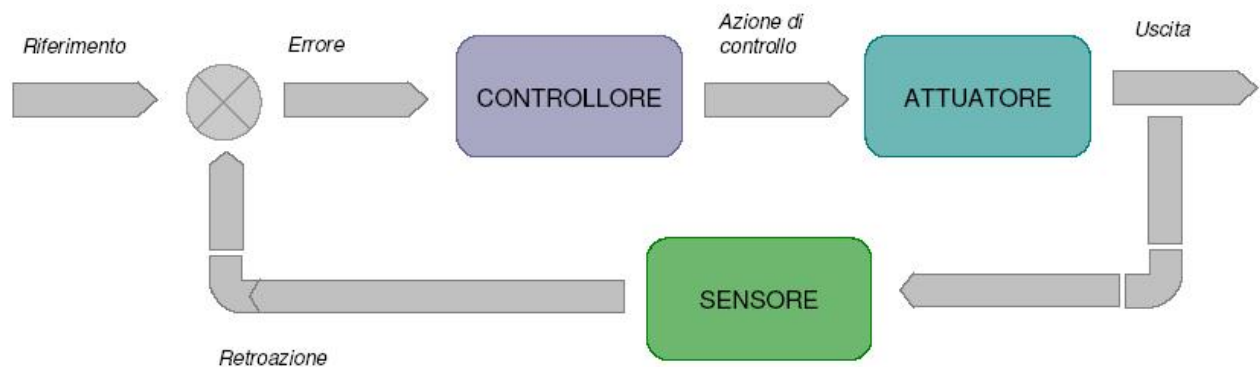 Riferimento
Errore
Azione di
controllo
Uscita
CONTROLLORE
ATTUATORE
SENSORE
Retroazione